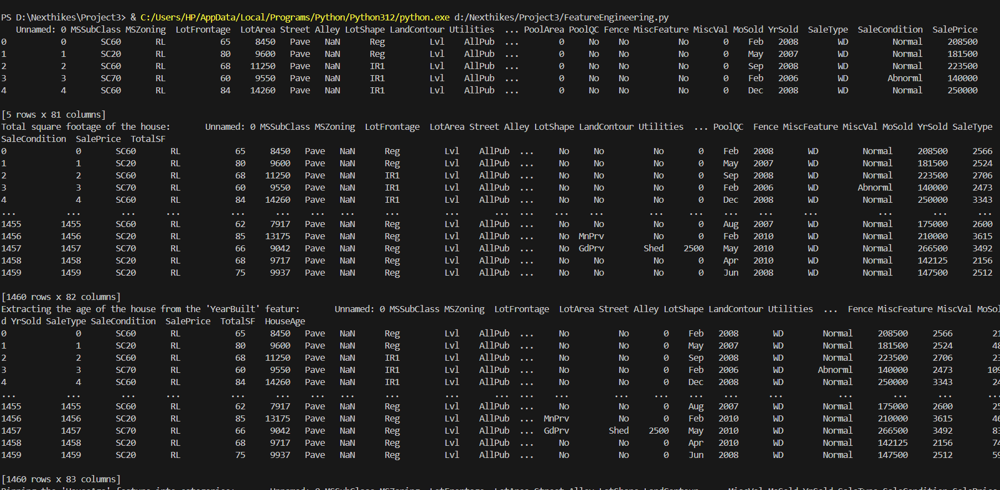 PS D:\Nexthikes\Project3> & C:/Users/HP/AppData/Local/Programs/Python/Python312/python.exe d:/Nexthikes/Project3/FeatureEngineering.py
Unnamed: 0 MSSubClass MSZoning LotFrontage LotArea Street Alley LotShape LandContour Utilities ... PoolArea PoolQC Fence MiscFeature MiscVal MoSold YrSold SaleType SaleCondition SalePrice
0 0 SC60 RL 65 8450 Pave NaN Reg Lvl AllPub ... 0 No No No 0 Feb 2008 WD Normal 208500
1 1 SC20 RL 80 9600 Pave NaN Reg Lvl AllPub ... 0 No No No 0 May 2007 WD Normal 181500
2 2 SC60 RL 68 11250 Pave NaN IR1 Lvl AllPub ... 0 No No No 0 Sep 2008 WD Normal 223500
3 3 SC70 RL 60 9550 Pave NaN IR1 Lvl AllPub ... 0 No No No 0 Feb 2006 WD Abnorml 140000
4 4 SC60 RL 84 14260 Pave NaN IR1 Lvl AllPub ... 0 No No No 0 Dec 2008 WD Normal 250000
[5 rows x 81 columns]
Total square footage of the house: Unnamed: 0 MSSubClass MSZoning LotFrontage LotArea Street Alley LotShape LandContour Utilities ... PoolQC Fence MiscFeature MiscVal MoSold YrSold SaleType
SaleCondition SalePrice TotalSF
0 0 SC60 RL 65 8450 Pave NaN Reg Lvl AllPub ... No No No 0 Feb 2008 WD Normal 208500 2566
1 1 SC20 RL 80 9600 Pave NaN Reg Lvl AllPub ... No No No 0 May 2007 WD Normal 181500 2524
2 2 SC60 RL 68 11250 Pave NaN IR1 Lvl AllPub ... No No No 0 Sep 2008 WD Normal 223500 2706
3 3 SC70 RL 60 9550 Pave NaN IR1 Lvl AllPub ... No No No 0 Feb 2006 WD Abnorml 140000 2473
4 4 SC60 RL 84 14260 Pave NaN IR1 Lvl AllPub ... No No No 0 Dec 2008 WD Normal 250000 3343
... ... ... ... ... ... ... ... ... ... ... ... ... ... ... ... ... ... ... ... ... ...
1455 1455 SC60 RL 62 7917 Pave NaN Reg Lvl AllPub ... No No No 0 Aug 2007 WD Normal 175000 2600
1456 1456 SC20 RL 85 13175 Pave NaN Reg Lvl AllPub ... No MnPrv No 0 Feb 2010 WD Normal 210000 3615
1457 1457 SC70 RL 66 9042 Pave NaN Reg Lvl AllPub ... No GdPrv Shed 2500 May 2010 WD Normal 266500 3492
1458 1458 SC20 RL 68 9717 Pave NaN Reg Lvl AllPub ... No No No 0 Apr 2010 WD Normal 142125 2156
1459 1459 SC20 RL 75 9937 Pave NaN Reg Lvl AllPub ... No No No 0 Jun 2008 WD Normal 147500 2512
[1460 rows x 82 columns]
Extracting the age of the house from the 'YearBuilt' featur: Unnamed: 0 MSSubClass MSZoning LotFrontage LotArea Street Alley LotShape LandContour Utilities ... Fence MiscFeature MiscVal MoSol
d YrSold SaleType SaleCondition SalePrice TotalSF HouseAge
0 0 SC60 RL 65 8450 Pave NaN Reg Lvl AllPub ... No No 0 Feb 2008 WD Normal 208500 2566 21
1 1 SC20 RL 80 9600 Pave NaN Reg Lvl AllPub ... No No 0 May 2007 WD Normal 181500 2524 48
2 2 SC60 RL 68 11250 Pave NaN IR1 Lvl AllPub ... No No 0 Sep 2008 WD Normal 223500 2706 23
3 3 SC70 RL 60 9550 Pave NaN IR1 Lvl AllPub ... No No 0 Feb 2006 WD Abnorml 140000 2473 109
4 4 SC60 RL 84 14260 Pave NaN IR1 Lvl AllPub ... No No 0 Dec 2008 WD Normal 250000 3343 24
... ... ... ... ... ... ... ... ... ... ... ... ... ... ... ... ... ... ... ... ... ...
1455 1455 SC60 RL 62 7917 Pave NaN Reg Lvl AllPub ... No No 0 Aug 2007 WD Normal 175000 2600 25
1456 1456 SC20 RL 85 13175 Pave NaN Reg Lvl AllPub ... MnPrv No 0 Feb 2010 WD Normal 210000 3615 46
1457 1457 SC70 RL 66 9042 Pave NaN Reg Lvl AllPub ... GdPrv Shed 2500 May 2010 WD Normal 266500 3492 83
1458 1458 SC20 RL 68 9717 Pave NaN Reg Lvl AllPub ... No No 0 Apr 2010 WD Normal 142125 2156 74
1459 1459 SC20 RL 75 9937 Pave NaN Reg Lvl AllPub ... No No 0 Jun 2008 WD Normal 147500 2512 59
[1460 rows x 83 columns]